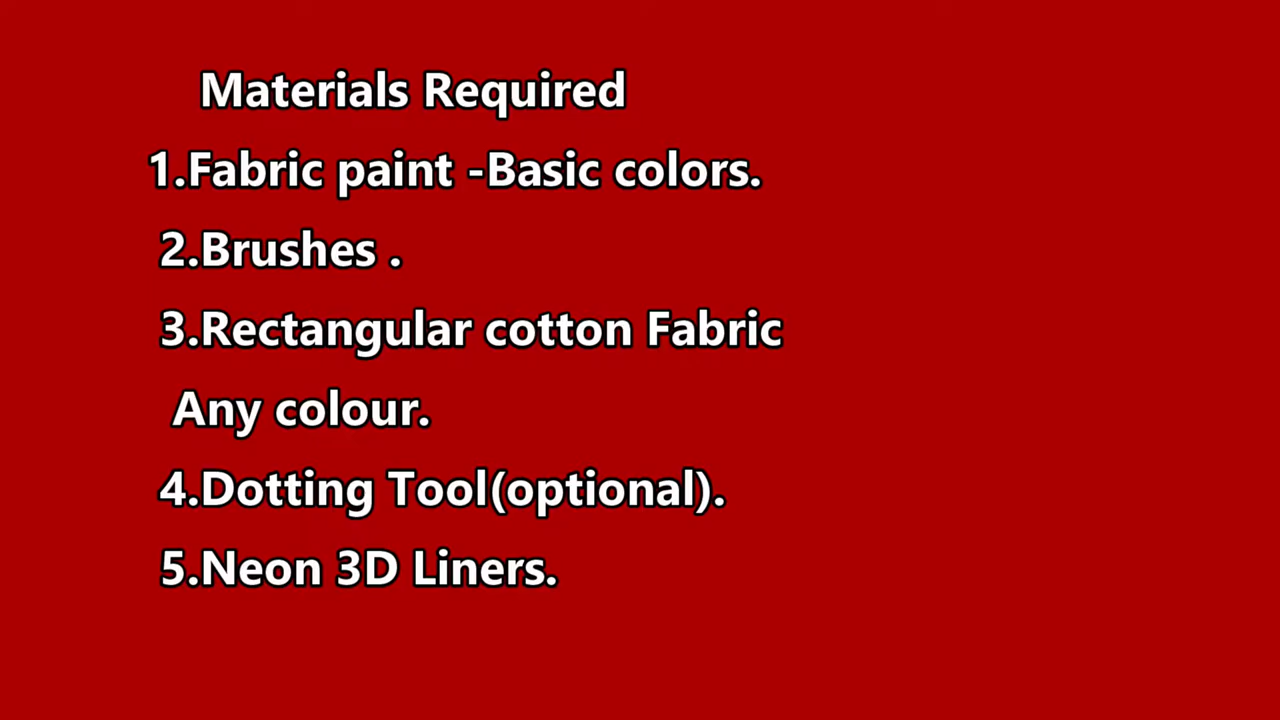 Materials Required
1.Fabric paint -Basic colors.
2.Brushes .
3.Rectangular cotton Fabric
Any colour.
4.Dotting Tool(optional).
5.Neon 3D Liners.